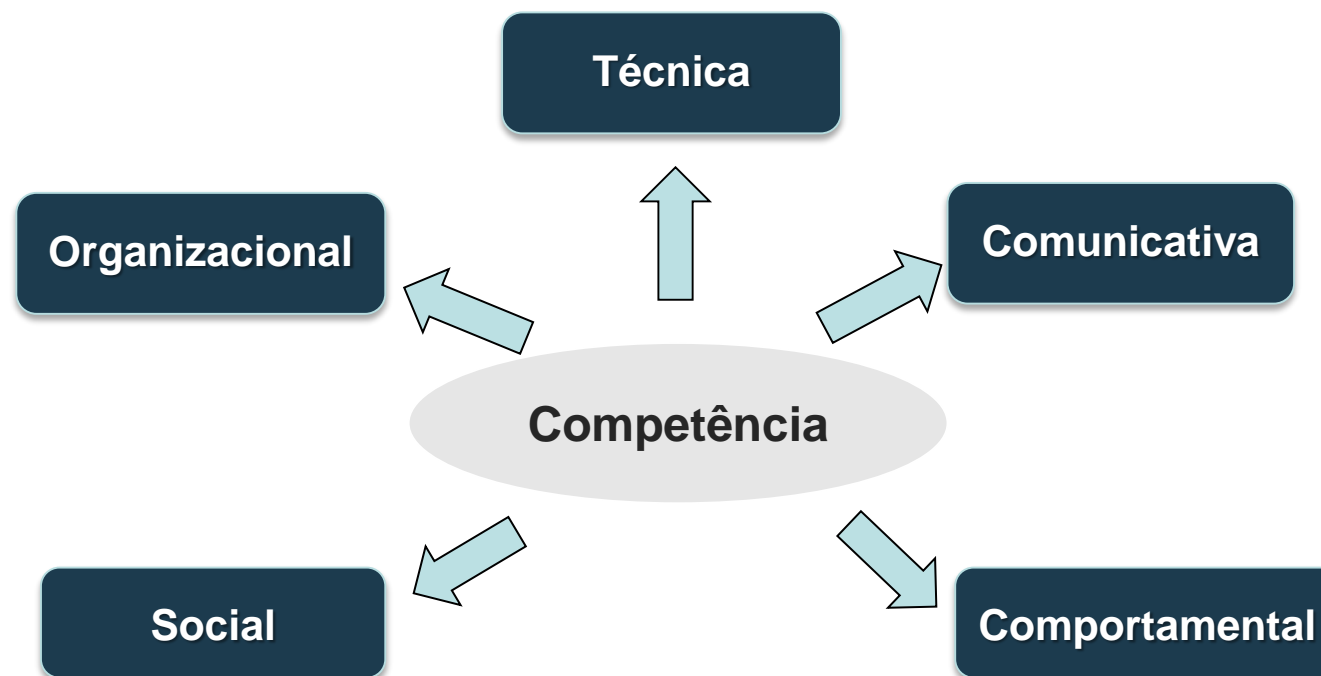 Técnica
Organizacional
Comunicativa
Competência
Social
Comportamental